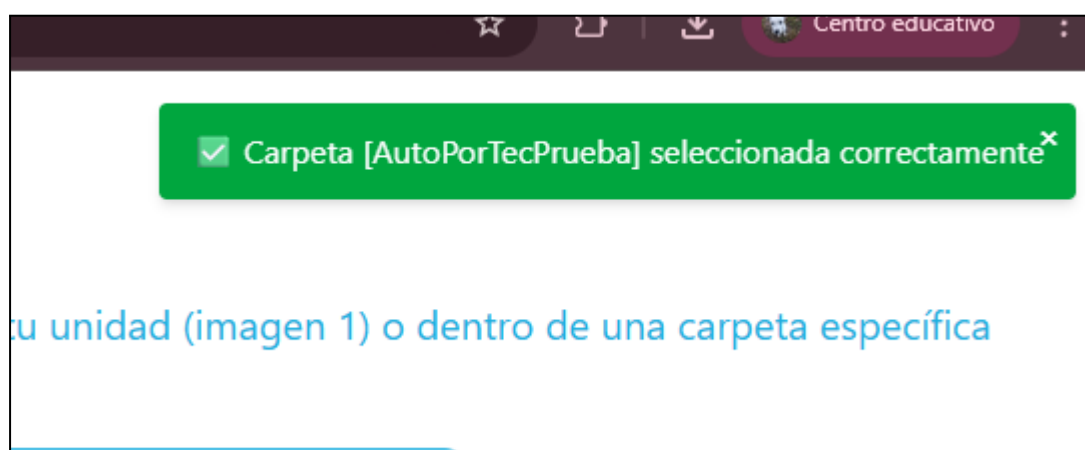 Centro educativo
Carpeta [AutoPorTecPrueba] seleccionada correctamente
tu unidad (imagen 1) o dentro de una carpeta específica